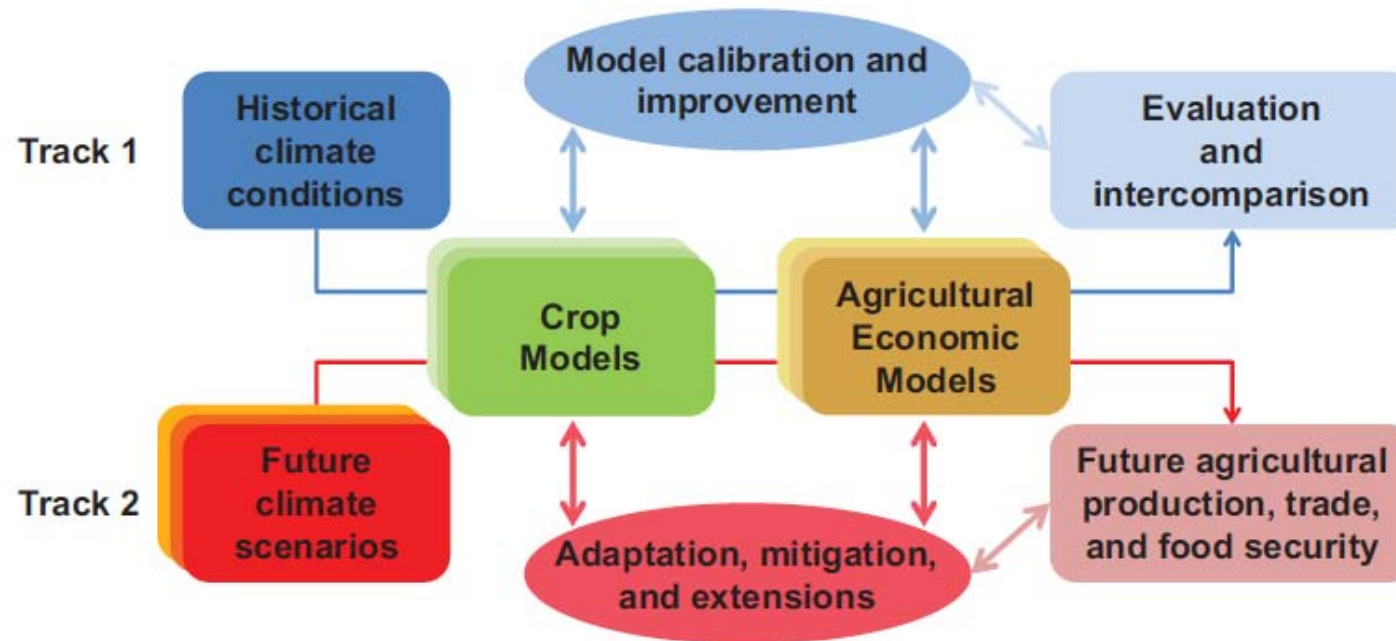 Track 1
Historical
climate
conditions
Model calibration and
improvement
Evaluation
and
intercomparison
Crop
Models
Agricultural
Economic
Models
Track 2
Future
climate
scenarios
Adaptation, mitigation,
and extensions
Future agricultural
production, trade,
and food security